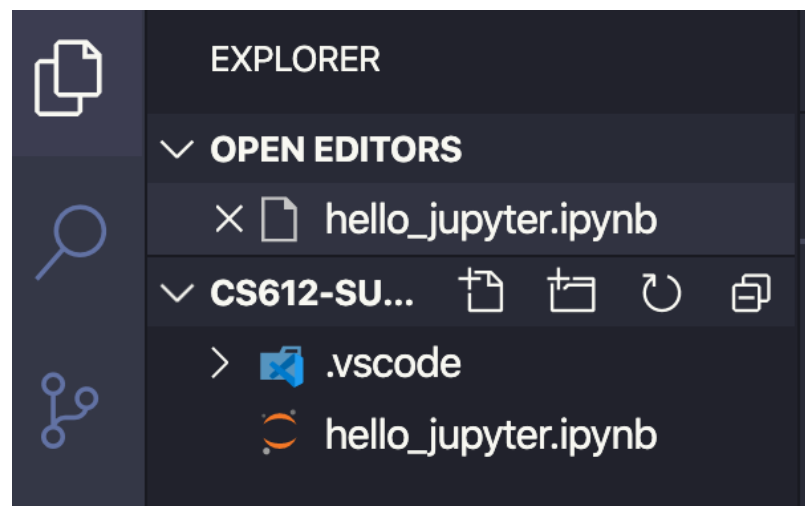 EXPLORER
OPEN EDITORS
hello_jupyter.ipynb
CS612-SU...
.vscode
hello_jupyter.ipynb